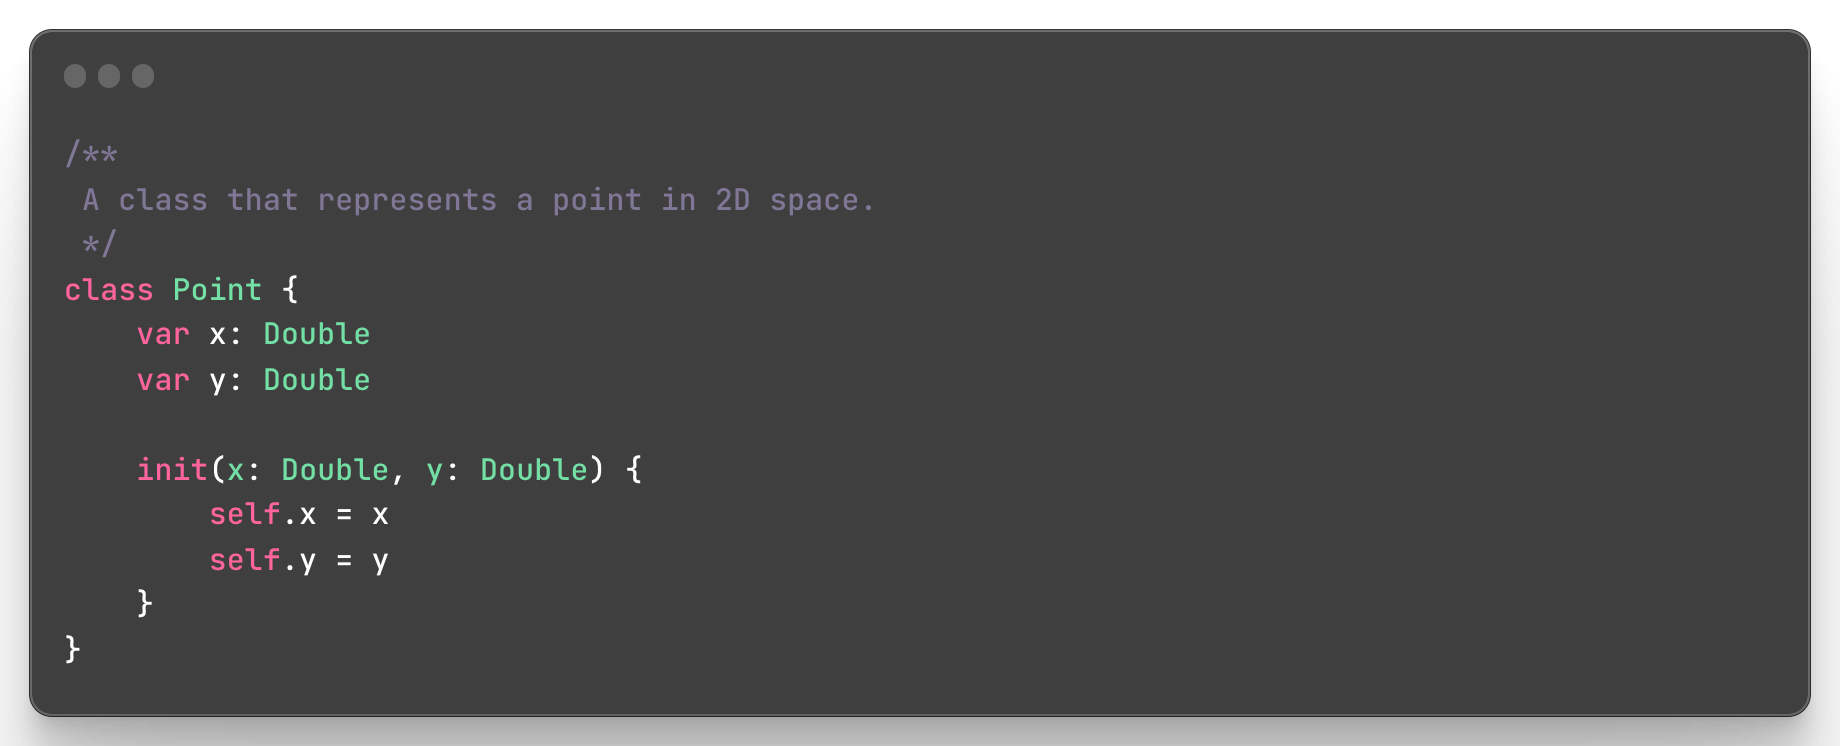 /**
 A class that represents a point in 2D space.
 */
class Point {
    var x: Double
    var y: Double

    init(x: Double, y: Double) {
        self.x = x
        self.y = y
    }
}